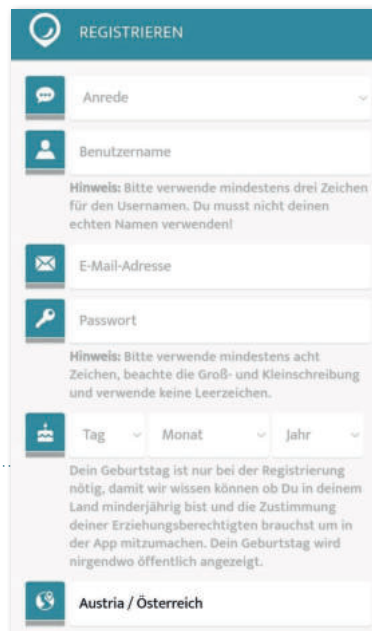 REGISTRIEREN
Anrede
Benutzername
Hinweis: Bitte verwende mindestens drei Zeichen
für den Usernamen. Du musst nicht deinen
echten Namen verwenden!
E-Mail-Adresse
Passwort
Hinweis: Bitte verwende mindestens acht
Zeichen, beachte die Groß- und Kleinschreibung
und verwende keine Leerzeichen.
Tag Monat Jahr
Dein Geburtstag ist nur bei der Registrierung
nötig, damit wir wissen können ob Du in deinem
Land minderjährig bist und die Zustimmung
deiner Erziehungsberechtigten brauchst um in
der App mitzumachen. Dein Geburtstag wird
nirgendwo öffentlich angezeigt.
Austria / Österreich